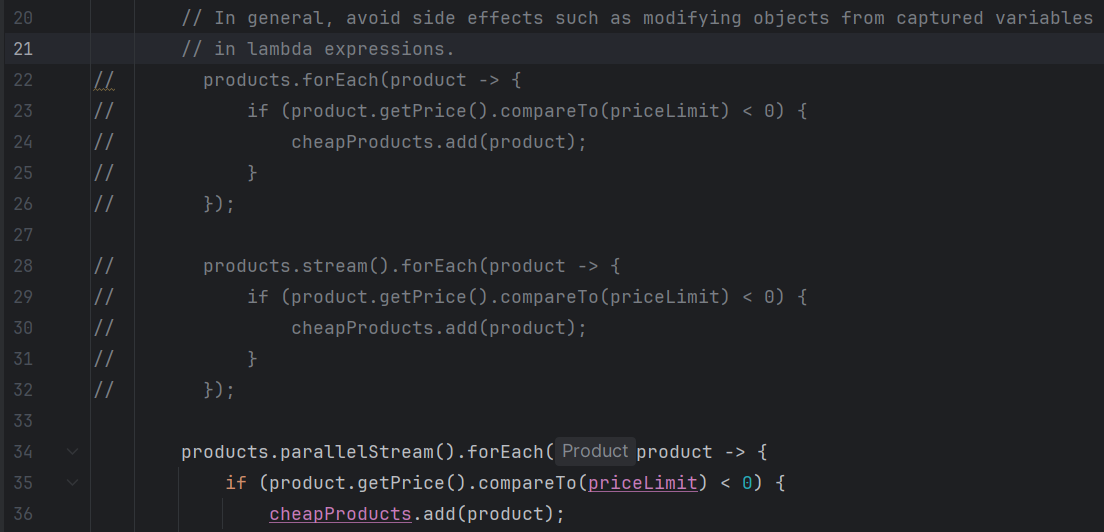 20 // In general, avoid side effects such as modifying objects from captured variables
21 // in lambda expressions.
22 // products.forEach(product -> {
23 // if (product.getPrice().compareTo(priceLimit) < 0) {
24 // cheapProducts.add(product);
25 // }
26 // });
27
28 // products.stream().forEach(product -> {
29 // if (product.getPrice().compareTo(priceLimit) < 0) {
30 // cheapProducts.add(product);
31 // }
32 // });
33
34 products.parallelStream().forEach( Product product -> {
35 if (product.getPrice().compareTo(priceLimit) < 0) {
36 cheapProducts.add(product);